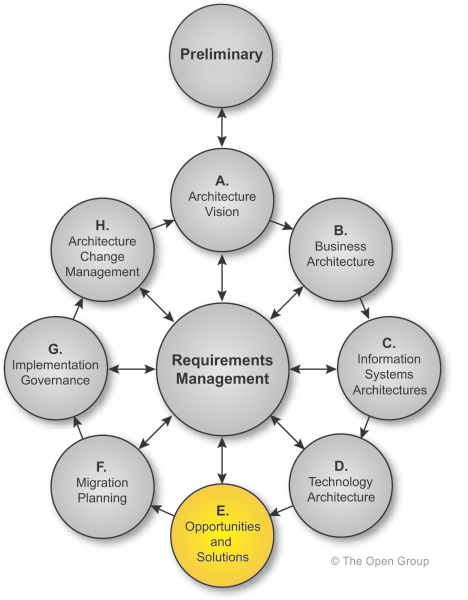 Preliminary
A.
Architecture
Vision
B.
Business
Architecture
C.
Information
Systems
Architectures
D.
Technology
Architecture
E.
Opportunities
and
Solutions
F.
Migration
Planning
G.
Implementation
Governance
H.
Architecture
Change
Management
Requirements
Management
© The Open Group